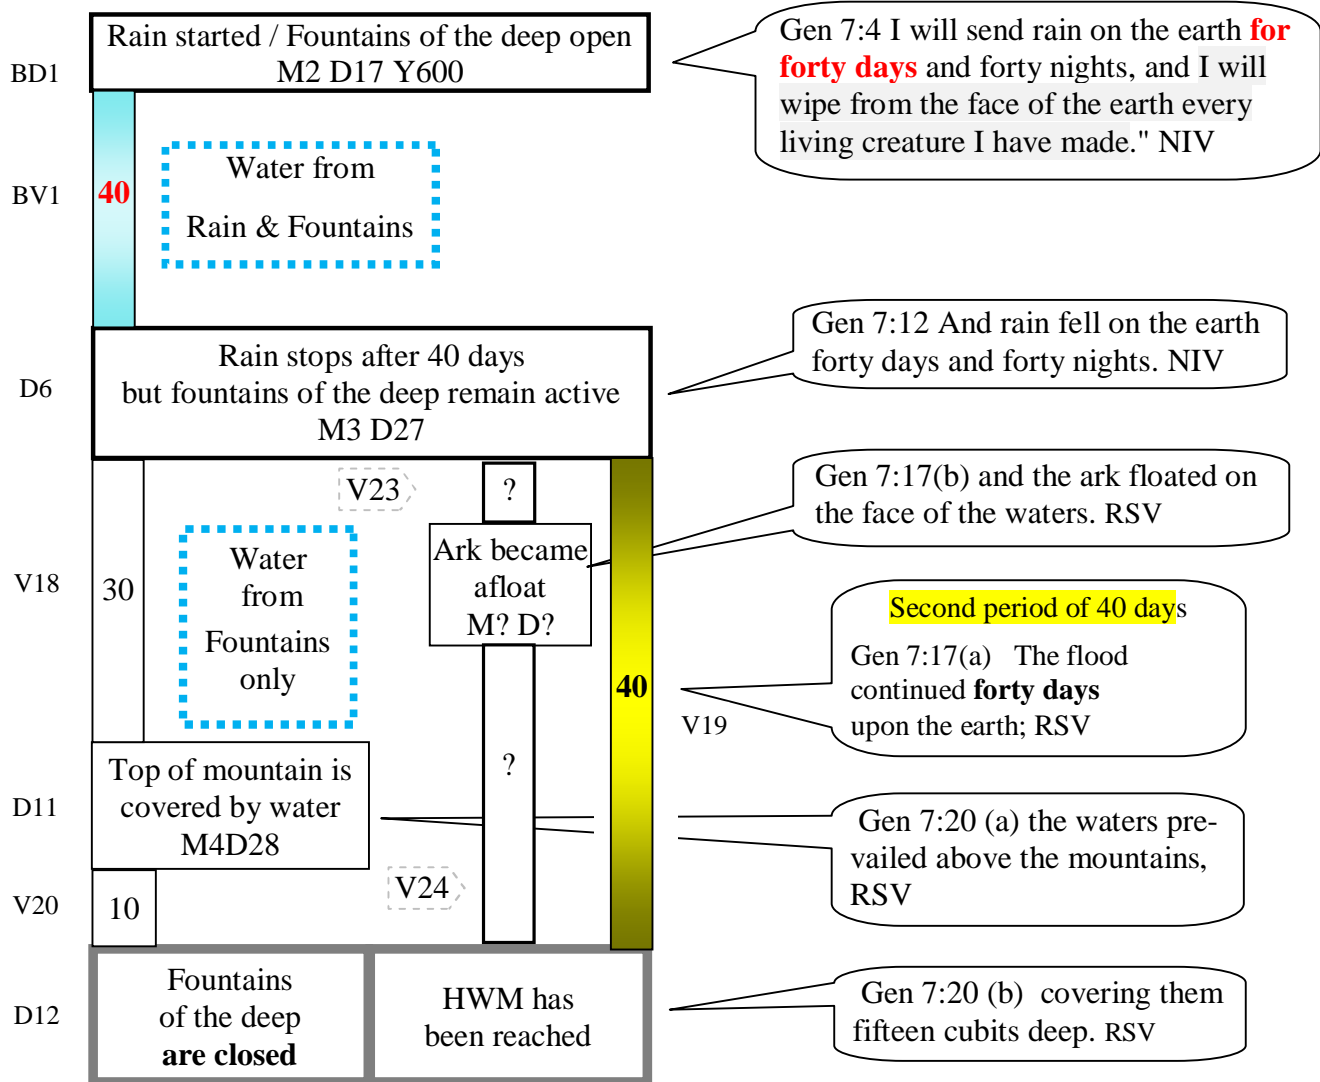 Rain started / Fountains of the deep open
M2 D17 Y600
BD1
Gen 7:4 I will send rain on the earth for
forty days and forty nights, and I will
wipe from the face of the earth every
living creature I have made." NIV
BV1
40
Water from
Rain & Fountains
D6
Rain stops after 40 days
but fountains of the deep remain active
M3 D27
Gen 7:12 And rain fell on the earth
forty days and forty nights. NIV
V23
?
Gen 7:17(b) and the ark floated on
the face of the waters. RSV
V18
30
Water
from
Fountains
only
Ark became
afloat
M? D?
40
Second period of 40 days
Gen 7:17(a) The flood
continued forty days
upon the earth; RSV
V19
?
D11
Top of mountain is
covered by water
M4D28
Gen 7:20 (a) the waters pre-
vailed above the mountains,
RSV
V20
10
V24
D12
Fountains
of the deep
are closed
HWM has
been reached
Gen 7:20 (b) covering them
fifteen cubits deep. RSV